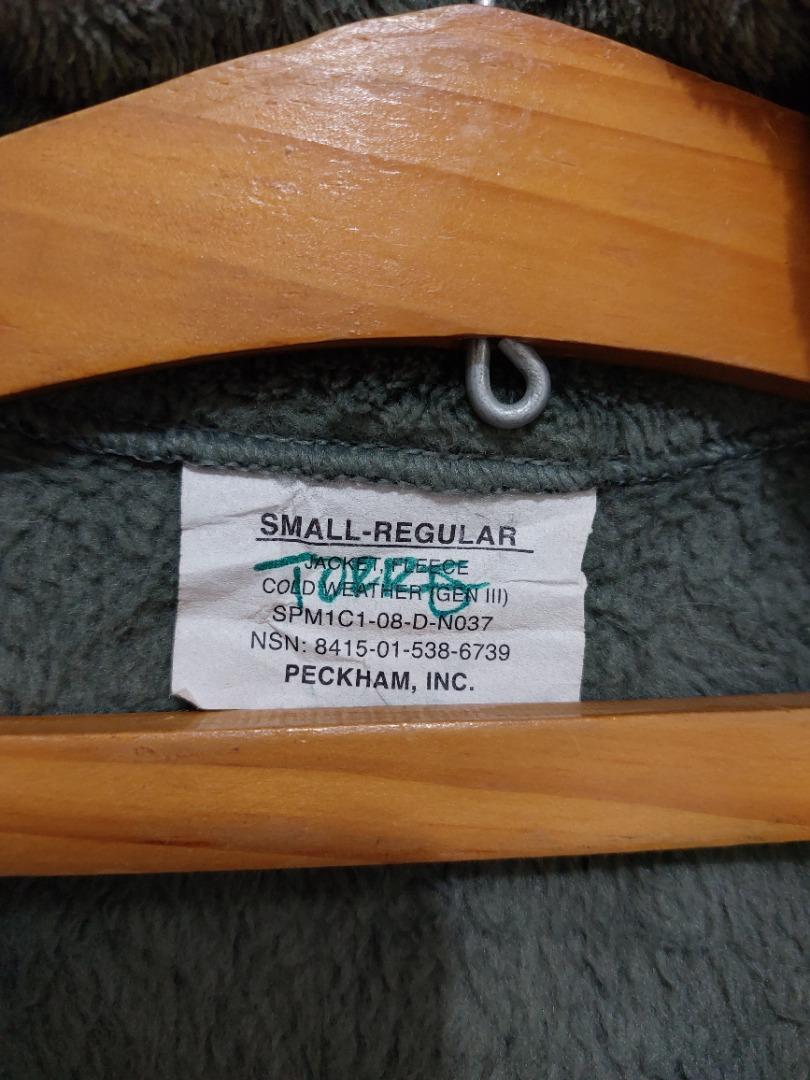 SMALL-REGULAR
JACKET, FLEECE
COLD WEATHER (GEN III)
SPM1C1-08-D-N037
NSN: 8415-01-538-6739
PECKHAM, INC.